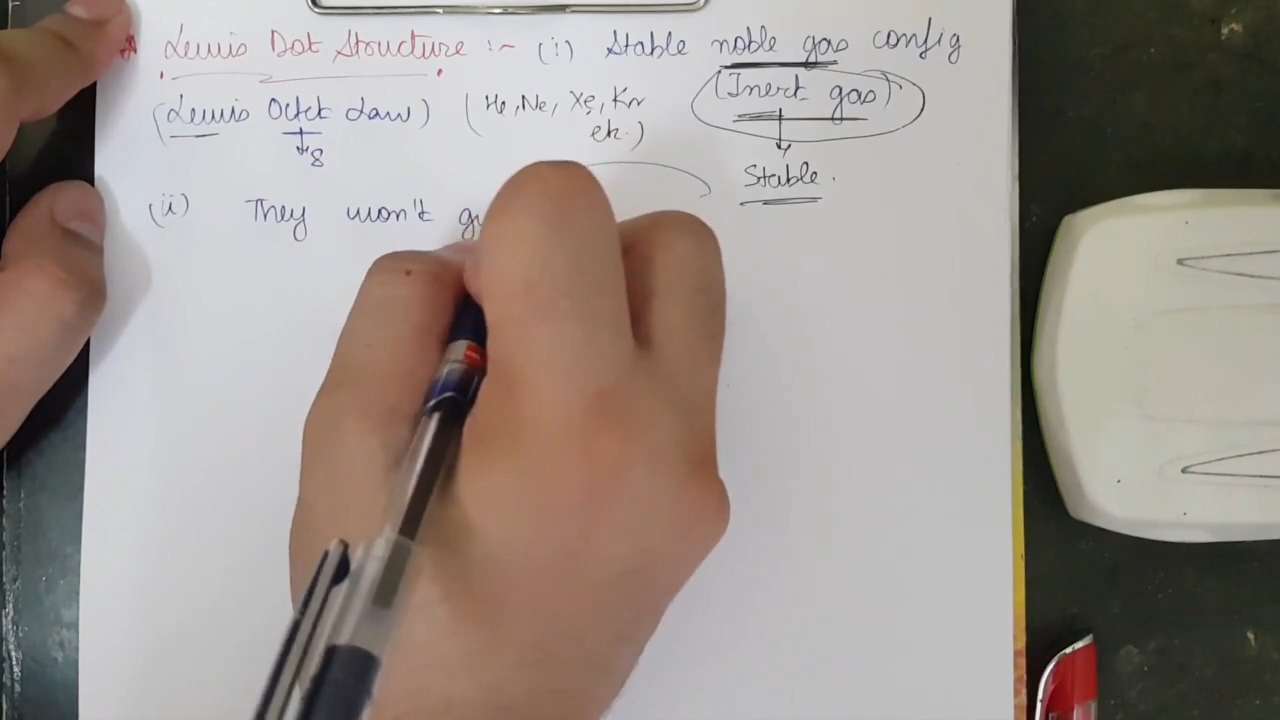 * Lewis Dot Structure :- (i) Stable noble gas config
(Lewis Octet Law) (He, Ne, Xe, Kr etc.) (Inert gas)
8
Stable.
(ii) They won't